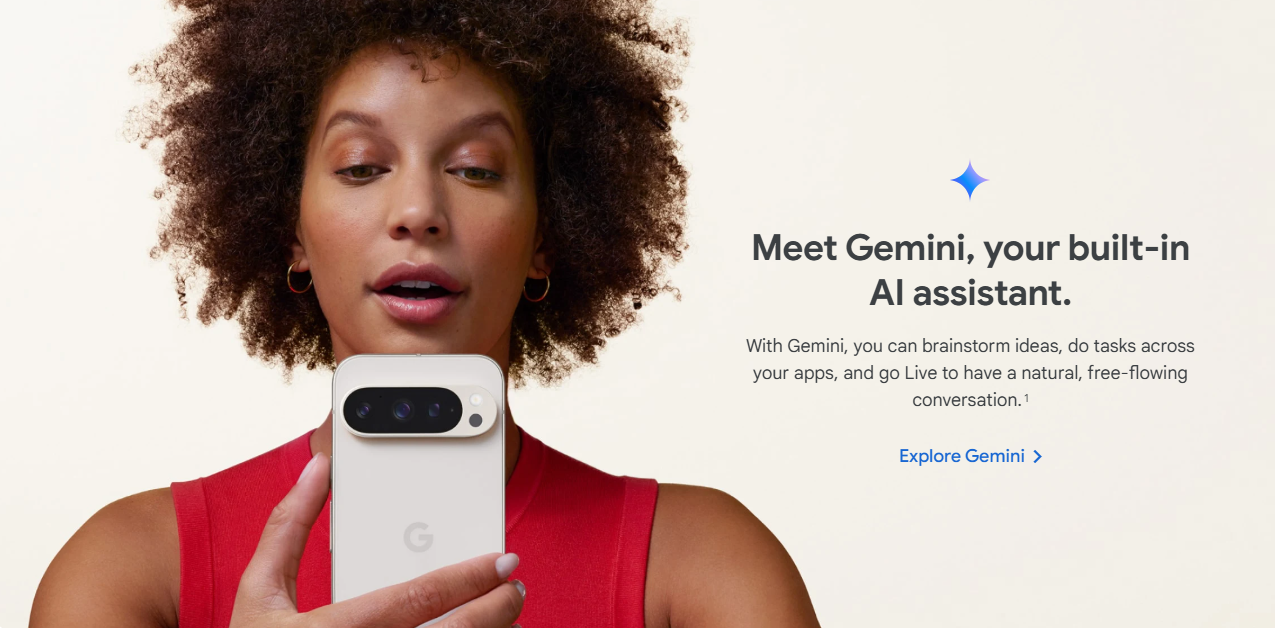 Meet Gemini, your built-in
AI assistant.
With Gemini, you can brainstorm ideas, do tasks across
your apps, and go Live to have a natural, free-flowing
conversation.¹
Explore Gemini >
G